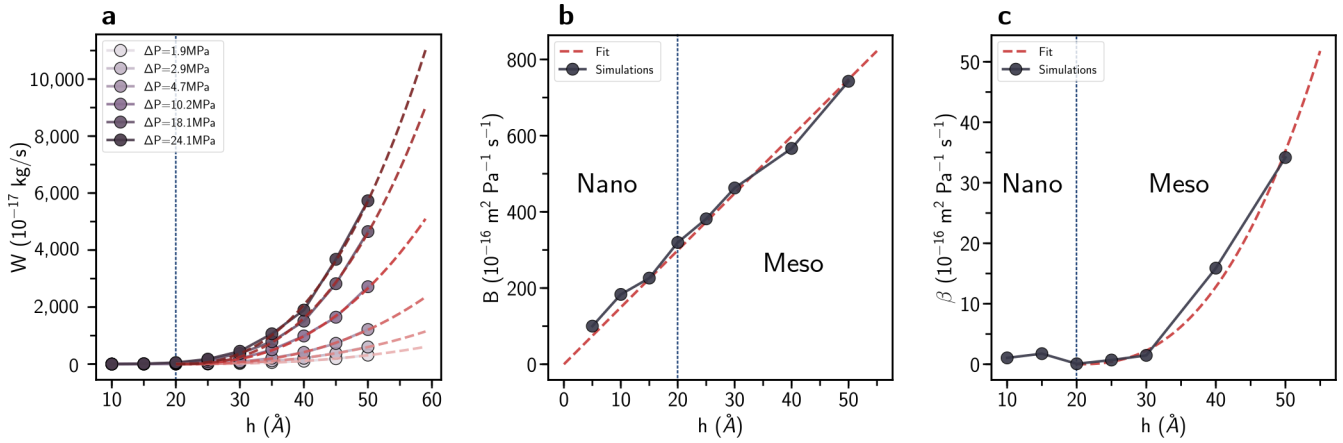 a
ΔP=1.9MPa
ΔP=2.9MPa
ΔP=4.7MPa
ΔP=10.2MPa
ΔP=18.1MPa
ΔP=24.1MPa
10,000
8,000
6,000
4,000
2,000
0
W (10⁻¹⁷ kg/s)
10 20 30 40 50 60
h (Å)
b
Fit
Simulations
Nano
Meso
800
600
400
200
0
B (10⁻¹⁶ m² Pa⁻¹ s⁻¹)
0 10 20 30 40 50
h (Å)
c
Fit
Simulations
Nano
Meso
50
40
30
20
10
0
β (10⁻¹⁶ m² Pa⁻¹ s⁻¹)
10 20 30 40 50
h (Å)